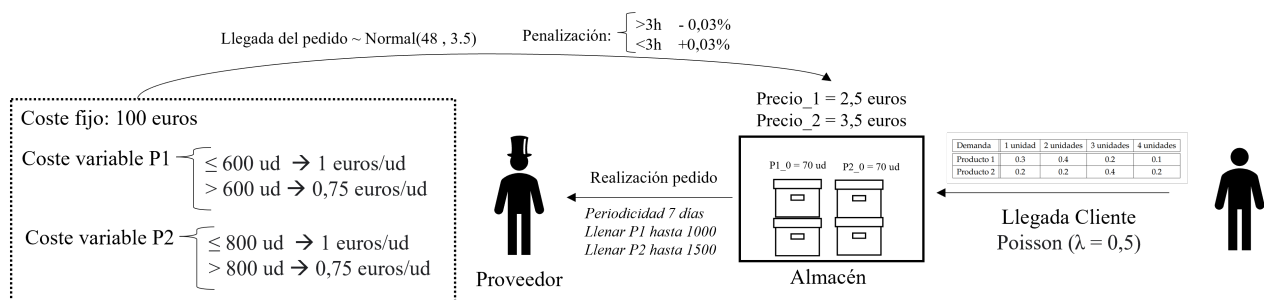 Llegada del pedido ~ Normal(48 , 3.5)
Penalización:
>3h - 0,03%
<3h +0,03%
Coste fijo: 100 euros
Coste variable P1
≤ 600 ud → 1 euros/ud
> 600 ud → 0,75 euros/ud
Coste variable P2
≤ 800 ud → 1 euros/ud
> 800 ud → 0,75 euros/ud
Proveedor
Realización pedido
Periodicidad 7 días
Llenar P1 hasta 1000
Llenar P2 hasta 1500
Precio_1 = 2,5 euros
Precio_2 = 3,5 euros
P1_0 = 70 ud P2_0 = 70 ud
Almacén
Demanda 1 unidad 2 unidades 3 unidades 4 unidades
Producto 1 0.3 0.4 0.2 0.1
Producto 2 0.2 0.2 0.4 0.2
Llegada Cliente
Poisson (λ = 0,5)